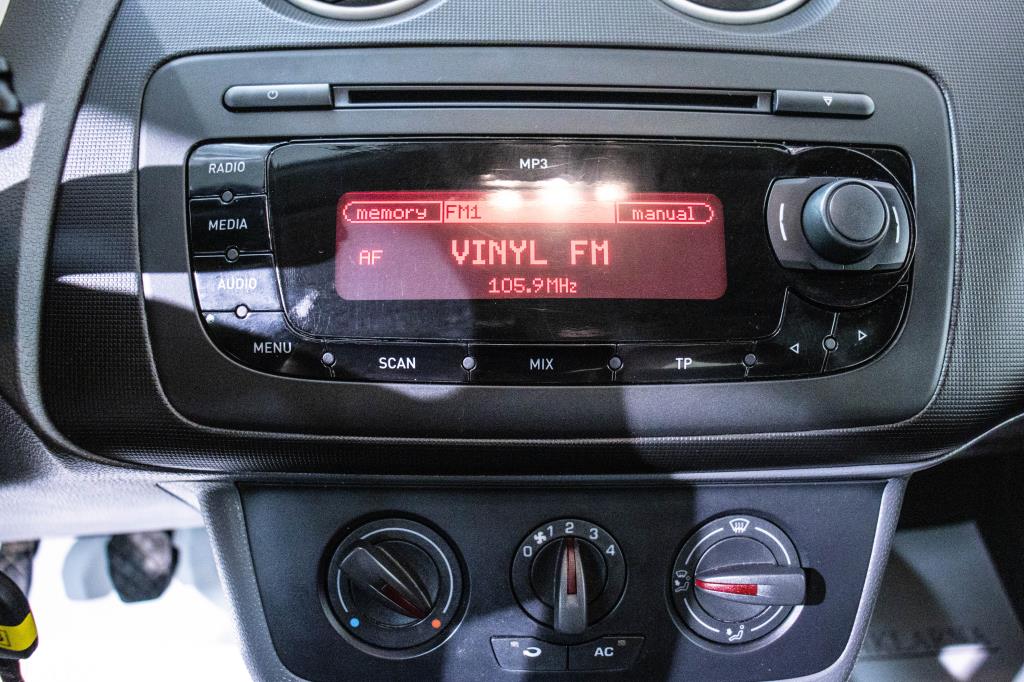 MP3
RADIO
MEDIA
AUDIO
MENU
memory FM1 manual
AF VINYL FM
105.9MHz
SCAN MIX TP
0 1 2 3 4
AC